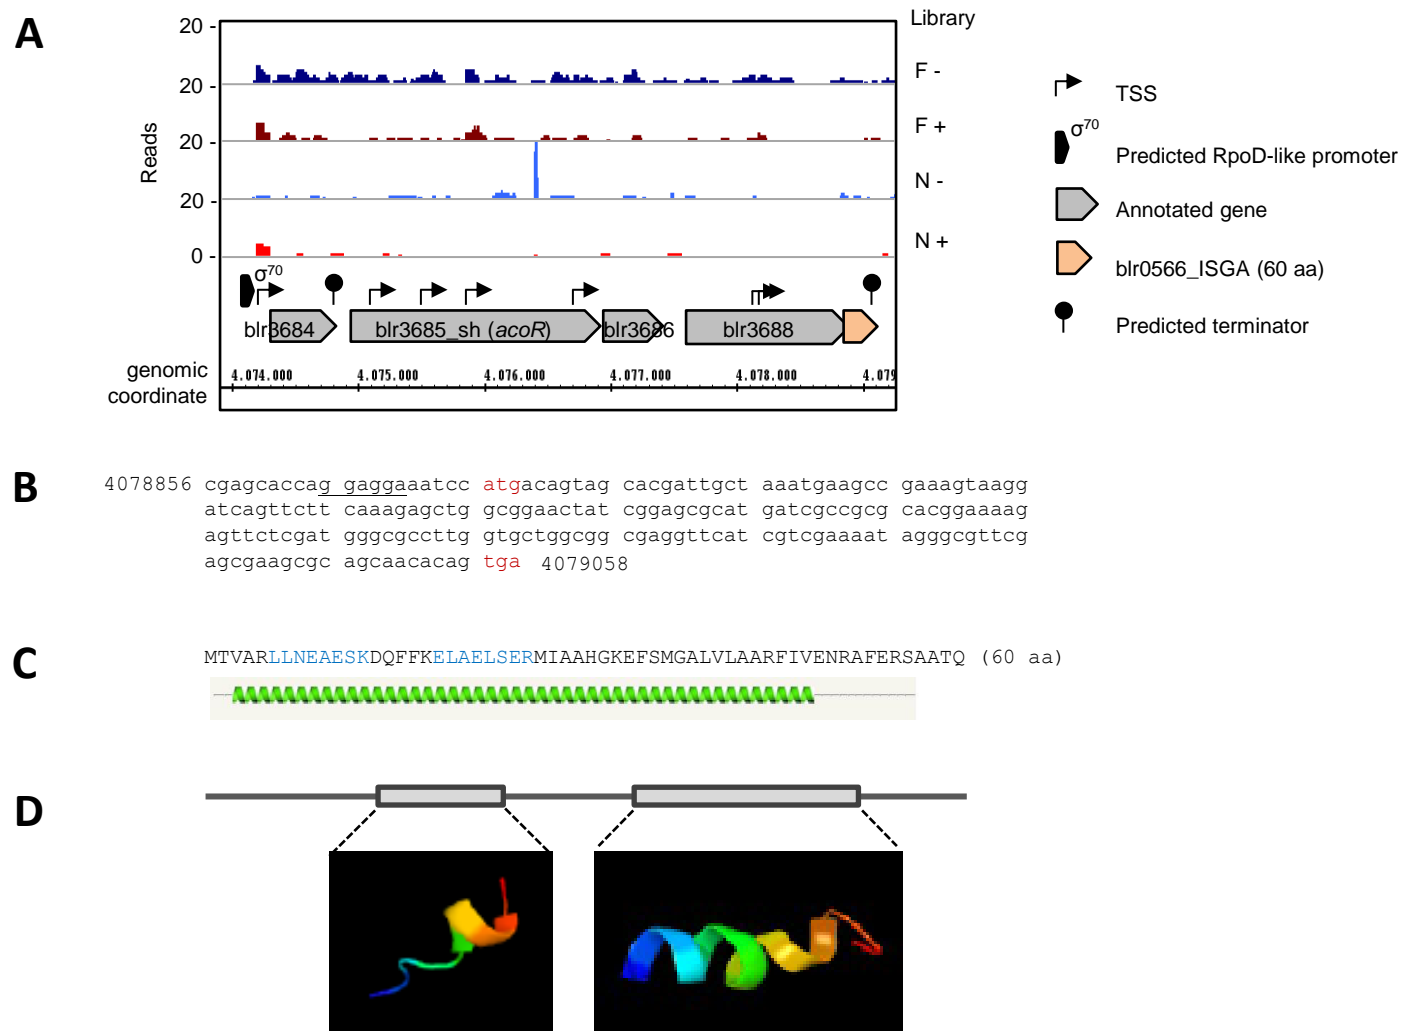 A
20 -
Library
F -
20 -
F +
20 -
N -
20 -
N +
0 -
Reads
σ70
blr3684
blr3685_sh (acoR)
blr3686
blr3688
genomic
coordinate
4.074.000 4.075.000 4.076.000 4.077.000 4.078.000 4.079
TSS
σ70
Predicted RpoD-like promoter
Annotated gene
blr0566_ISGA (60 aa)
Predicted terminator
B
4078856 cgagcaccag gaggaaatcc atgacagtag cacgattgct aaatgaagcc gaaagtaagg
atcagttctt caaagagctg gcggaactat cggagcgcat gatcgccgcg cacggaaaag
agttctcgat gggcgccttg gtgctggcgg cgaggttcat cgtcgaaaat agggcgttcg
agcgaagcgc agcaacacag tga 4079058
C
MTVARLLNEAESKDQFFKELAELSERMIAAHGKEFSMGALVLAARFIVENRAFERSAATQ (60 aa)
D